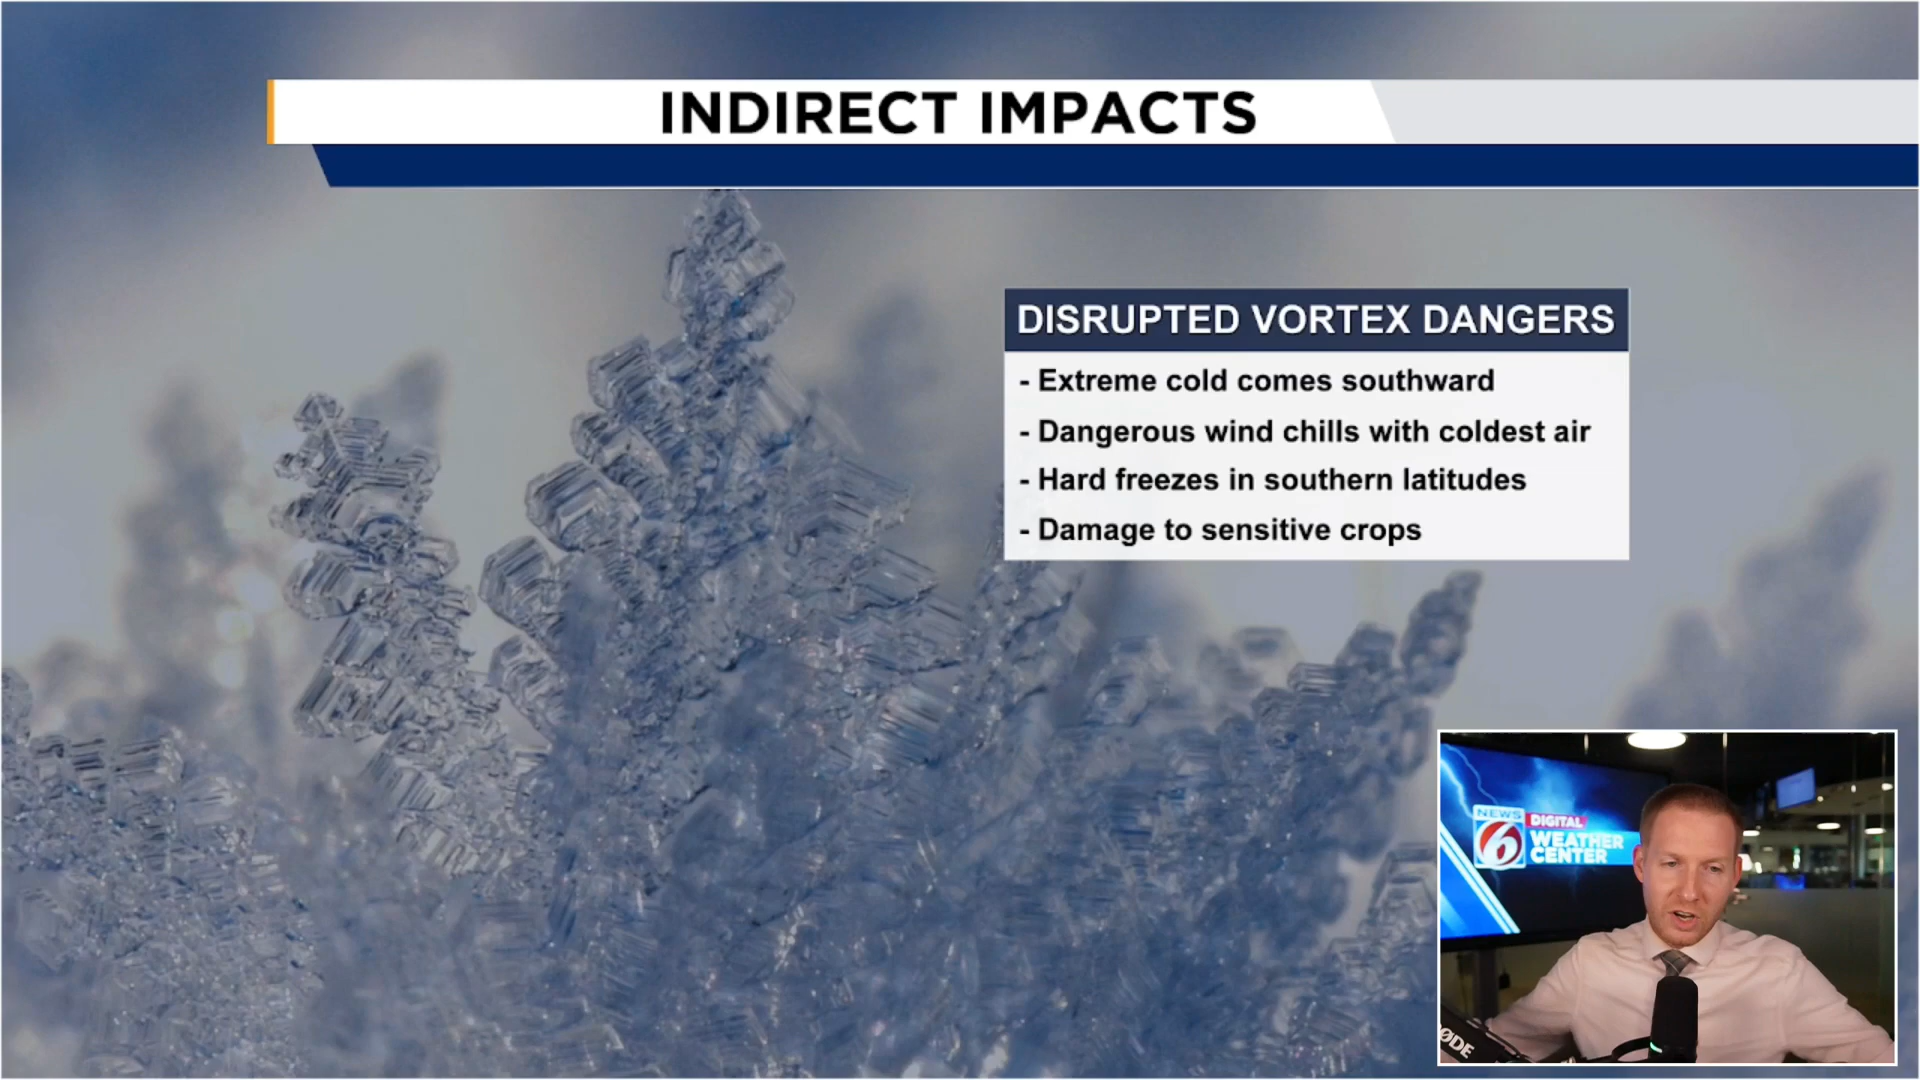 INDIRECT IMPACTS
DISRUPTED VORTEX DANGERS
- Extreme cold comes southward
- Dangerous wind chills with coldest air
- Hard freezes in southern latitudes
- Damage to sensitive crops
NEWS
6
DIGITAL
WEATHER
CENTER
RØDE